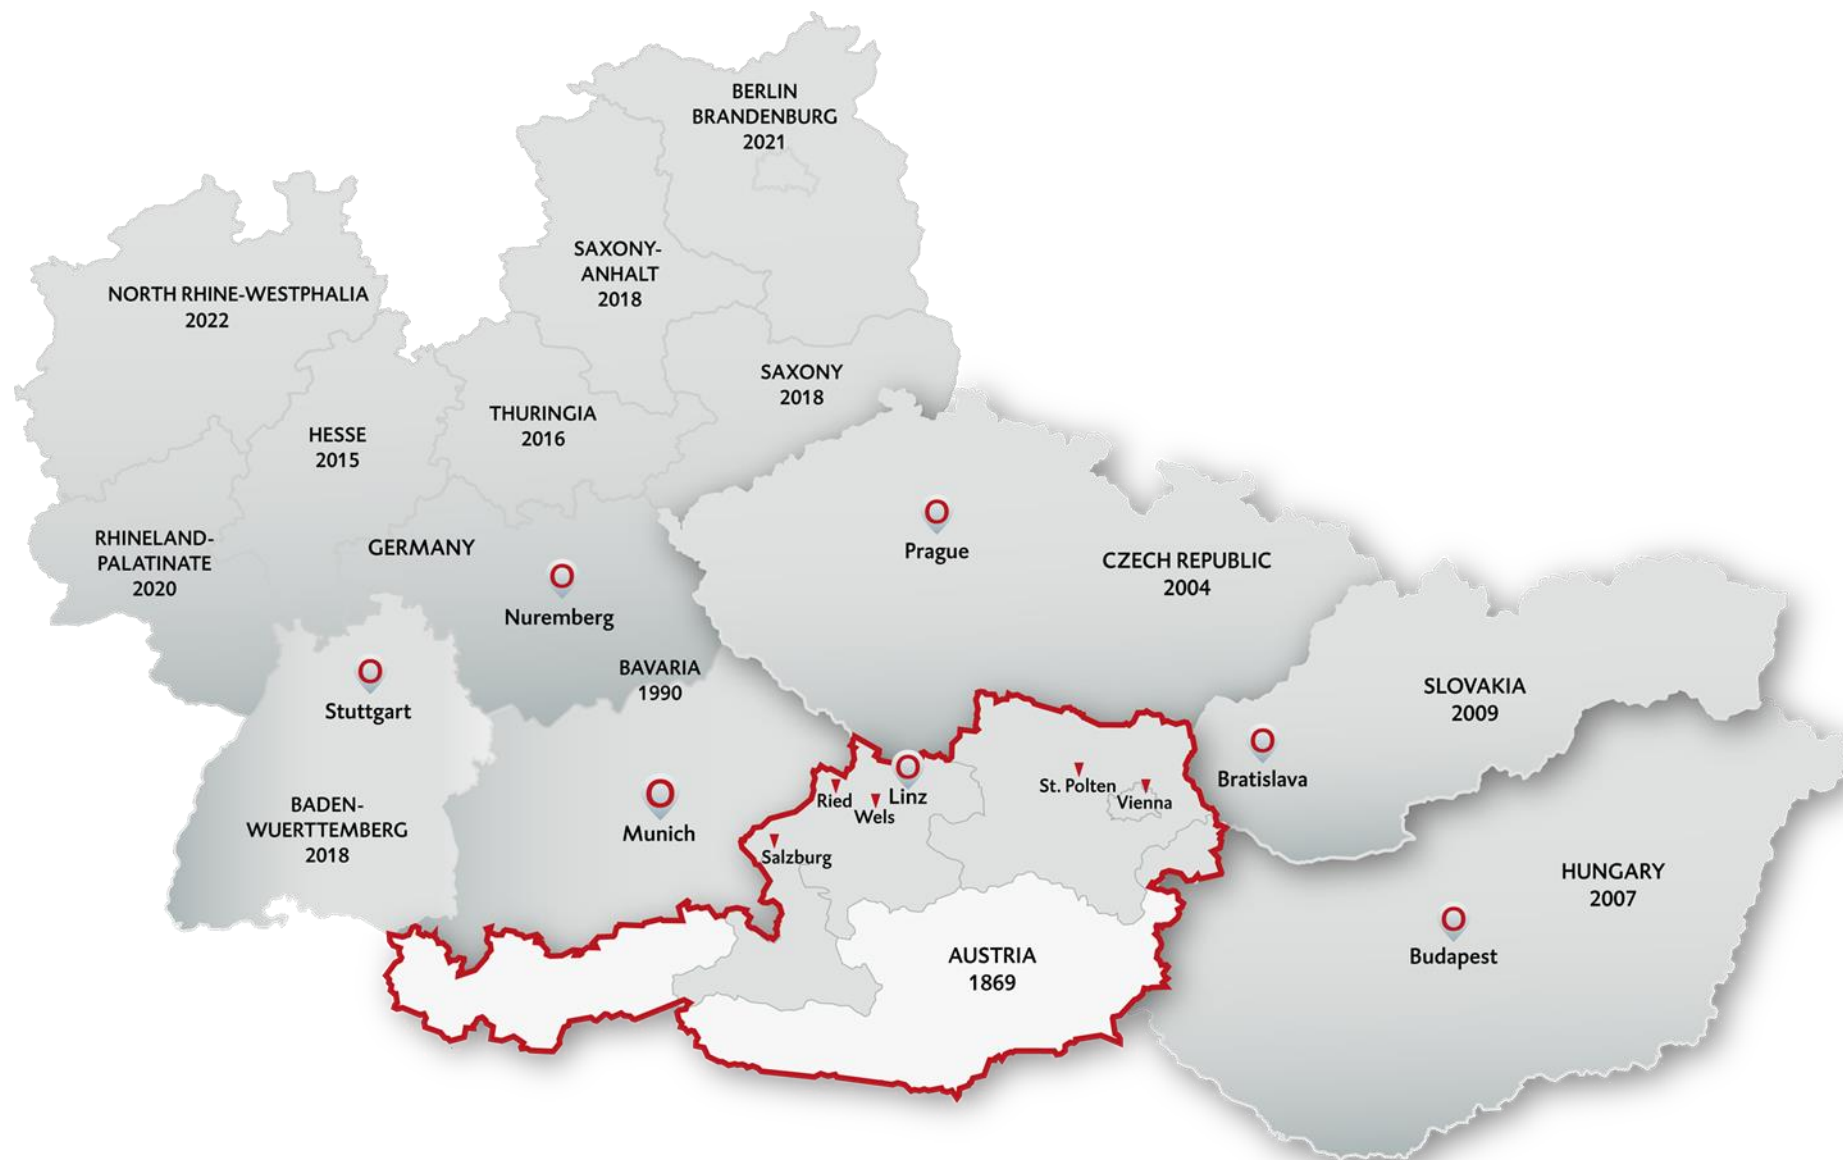 BERLIN
BRANDENBURG
2021
SAXONY-
ANHALT
2018
NORTH RHINE-WESTPHALIA
2022
SAXONY
2018
THURINGIA
2016
HESSE
2015
RHINELAND-
PALATINATE
2020
GERMANY
Nuremberg
Prague
CZECH REPUBLIC
2004
BAVARIA
1990
Stuttgart
SLOVAKIA
2009
Bratislava
BADEN-
WUERTTEMBERG
2018
Munich
Ried
Wels
Linz
St. Polten
Vienna
Salzburg
HUNGARY
2007
Budapest
AUSTRIA
1869